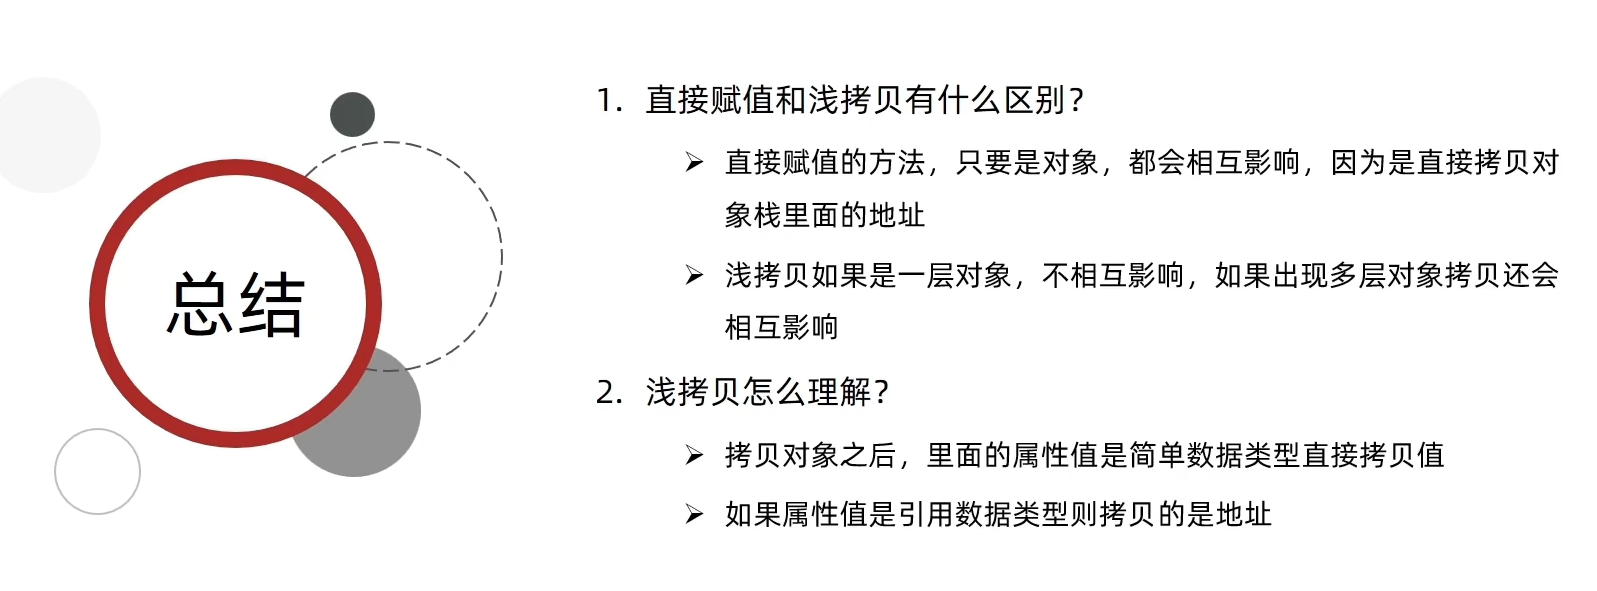 总结
1. 直接赋值和浅拷贝有什么区别？
➢ 直接赋值的方法，只要是对象，都会相互影响，因为是直接拷贝对
象栈里面的地址
➢ 浅拷贝如果是一层对象，不相互影响，如果出现多层对象拷贝还会
相互影响
2. 浅拷贝怎么理解？
➢ 拷贝对象之后，里面的属性值是简单数据类型直接拷贝值
➢ 如果属性值是引用数据类型则拷贝的是地址